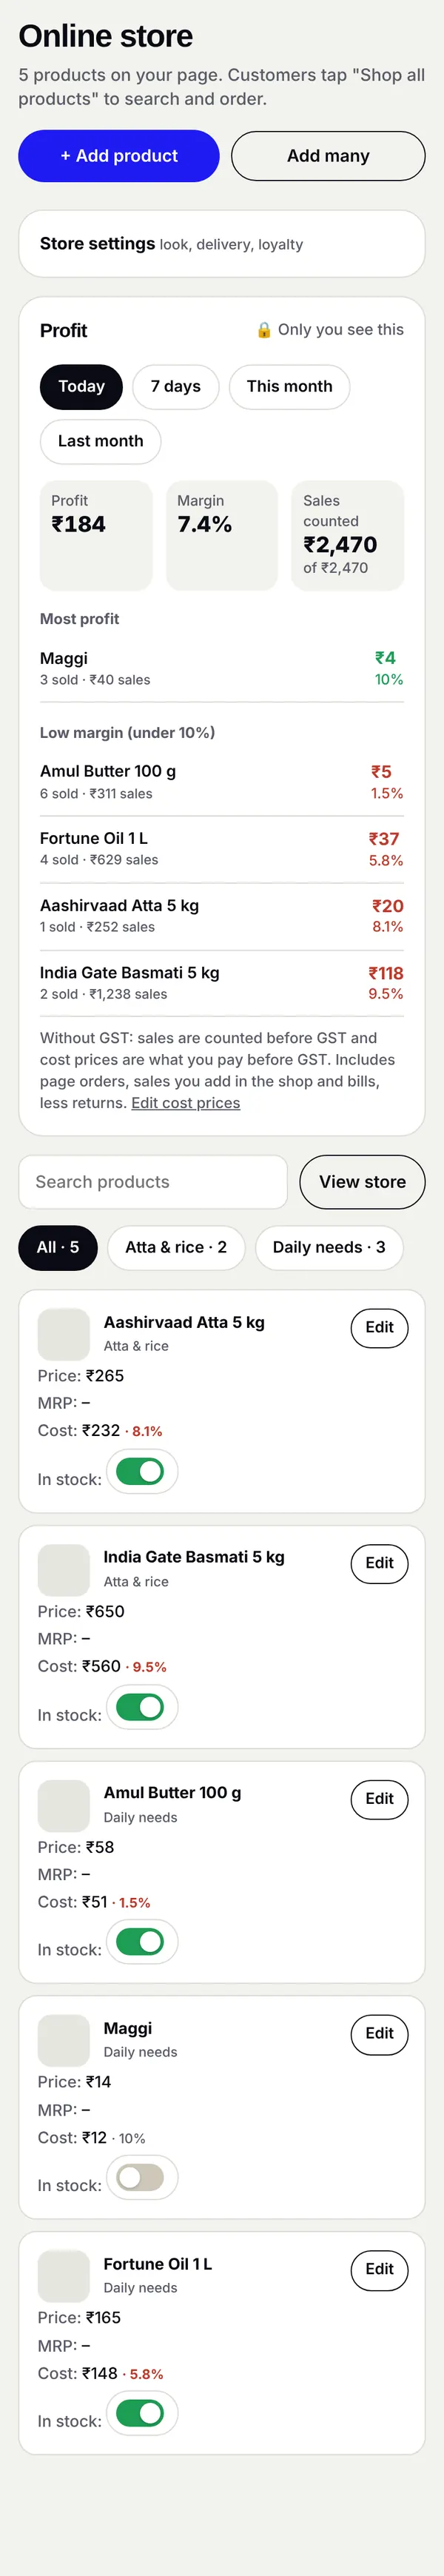 Online store
5 products on your page. Customers tap "Shop all
products" to search and order.
+ Add product
Add many
Store settings look, delivery, loyalty
Profit
🔒 Only you see this
Today
7 days
This month
Last month
Profit
₹184
Margin
7.4%
Sales
counted
₹2,470
of ₹2,470
Most profit
Maggi
₹4
3 sold · ₹40 sales
10%
Low margin (under 10%)
Amul Butter 100 g
₹5
6 sold · ₹311 sales
1.5%
Fortune Oil 1 L
₹37
4 sold · ₹629 sales
5.8%
Aashirvaad Atta 5 kg
₹20
1 sold · ₹252 sales
8.1%
India Gate Basmati 5 kg
₹118
2 sold · ₹1,238 sales
9.5%
Without GST: sales are counted before GST and
cost prices are what you pay before GST. Includes
page orders, sales you add in the shop and bills,
less returns. Edit cost prices
Search products
View store
All · 5
Atta & rice · 2
Daily needs · 3
Aashirvaad Atta 5 kg
Edit
Atta & rice
Price: ₹265
MRP: –
Cost: ₹232 · 8.1%
In stock:
India Gate Basmati 5 kg
Edit
Atta & rice
Price: ₹650
MRP: –
Cost: ₹560 · 9.5%
In stock:
Amul Butter 100 g
Edit
Daily needs
Price: ₹58
MRP: –
Cost: ₹51 · 1.5%
In stock:
Maggi
Edit
Daily needs
Price: ₹14
MRP: –
Cost: ₹12 · 10%
In stock:
Fortune Oil 1 L
Edit
Daily needs
Price: ₹165
MRP: –
Cost: ₹148 · 5.8%
In stock: